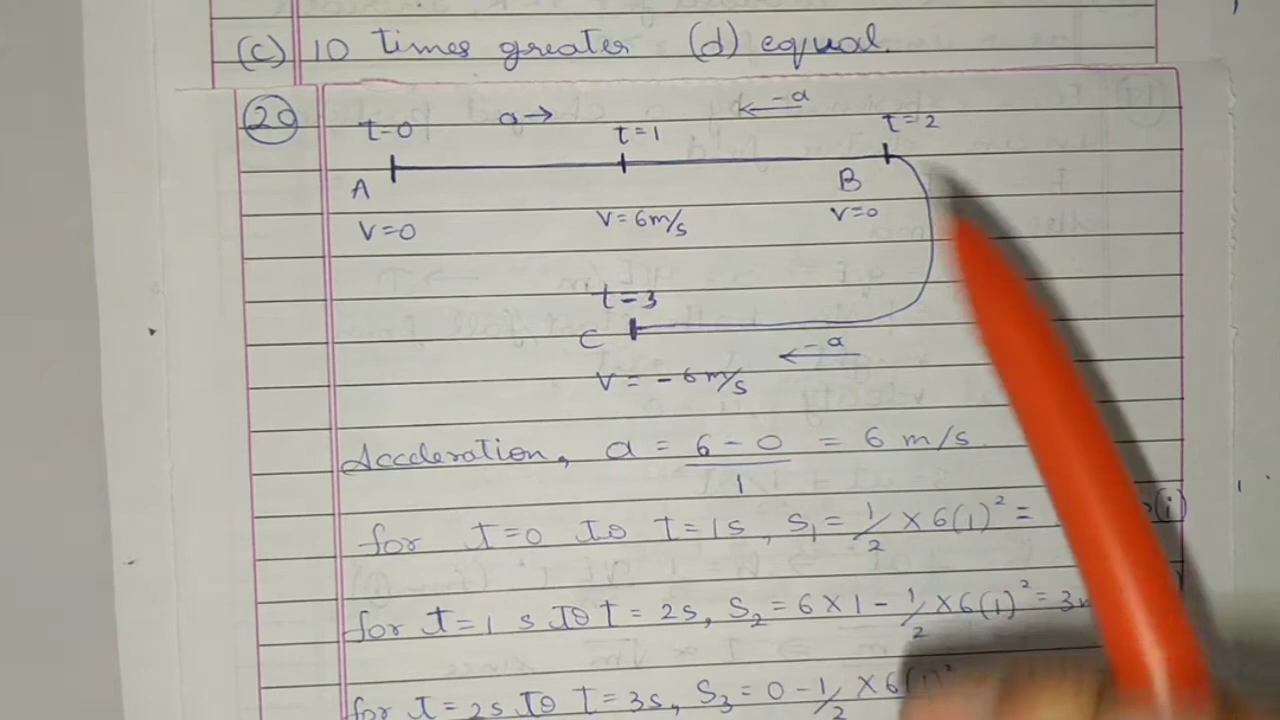 (c) 10 times greater (d) equal.
20
a → ← -a
t=0 t=1 t=2
A B
v=0 v=6m/s v=0
t=3
C
← -a
v = -6m/s
Acceleration, a = 6-0/1 = 6 m/s
for t=0 to t=1s, S₁ = 1/2 × 6(1)² = (i)
for t=1 s to t = 2s, S₂ = 6×1 - 1/2 × 6(1)² = 3
for t=2s to t=3s, S₃ = 0 - 1/2 × 6(1)²